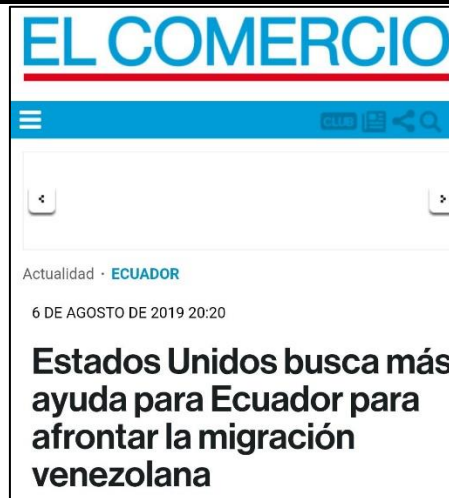 EL COMERCIO
CLUB
Actualidad · ECUADOR
6 DE AGOSTO DE 2019 20:20
Estados Unidos busca más
ayuda para Ecuador para
afrontar la migración
venezolana